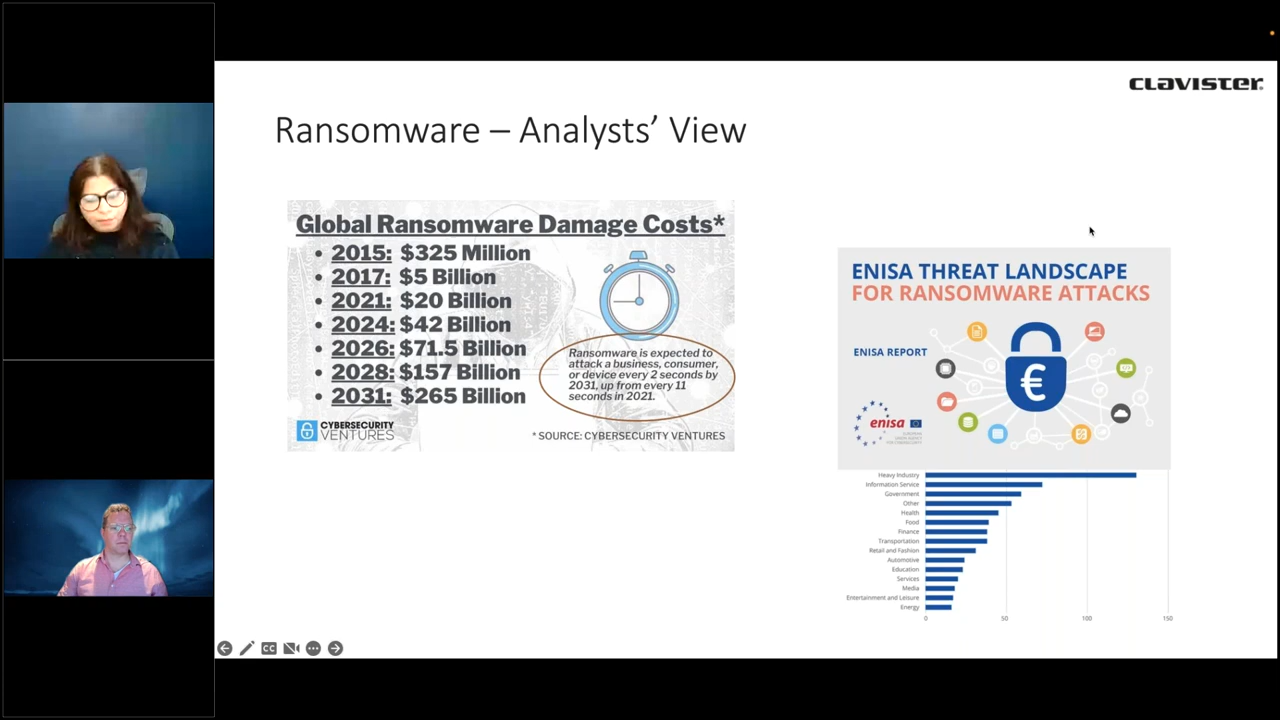 CLAVISTER
Ransomware – Analysts’ View
Global Ransomware Damage Costs*
• 2015: $325 Million
• 2017: $5 Billion
• 2021: $20 Billion
• 2024: $42 Billion
• 2026: $71.5 Billion
• 2028: $157 Billion
• 2031: $265 Billion
Ransomware is expected to
attack a business, consumer,
or device every 2 seconds by
2031, up from every 11
seconds in 2021.
CYBERSECURITY
VENTURES
* SOURCE: CYBERSECURITY VENTURES
ENISA THREAT LANDSCAPE
FOR RANSOMWARE ATTACKS
ENISA REPORT
€
enisa
Heavy Industry
Information Service
Government
Other
Health
Food
Finance
Transportation
Retail and Fashion
Automotive
Education
Services
Media
Entertainment and Leisure
Energy
0 50 100 150
CC